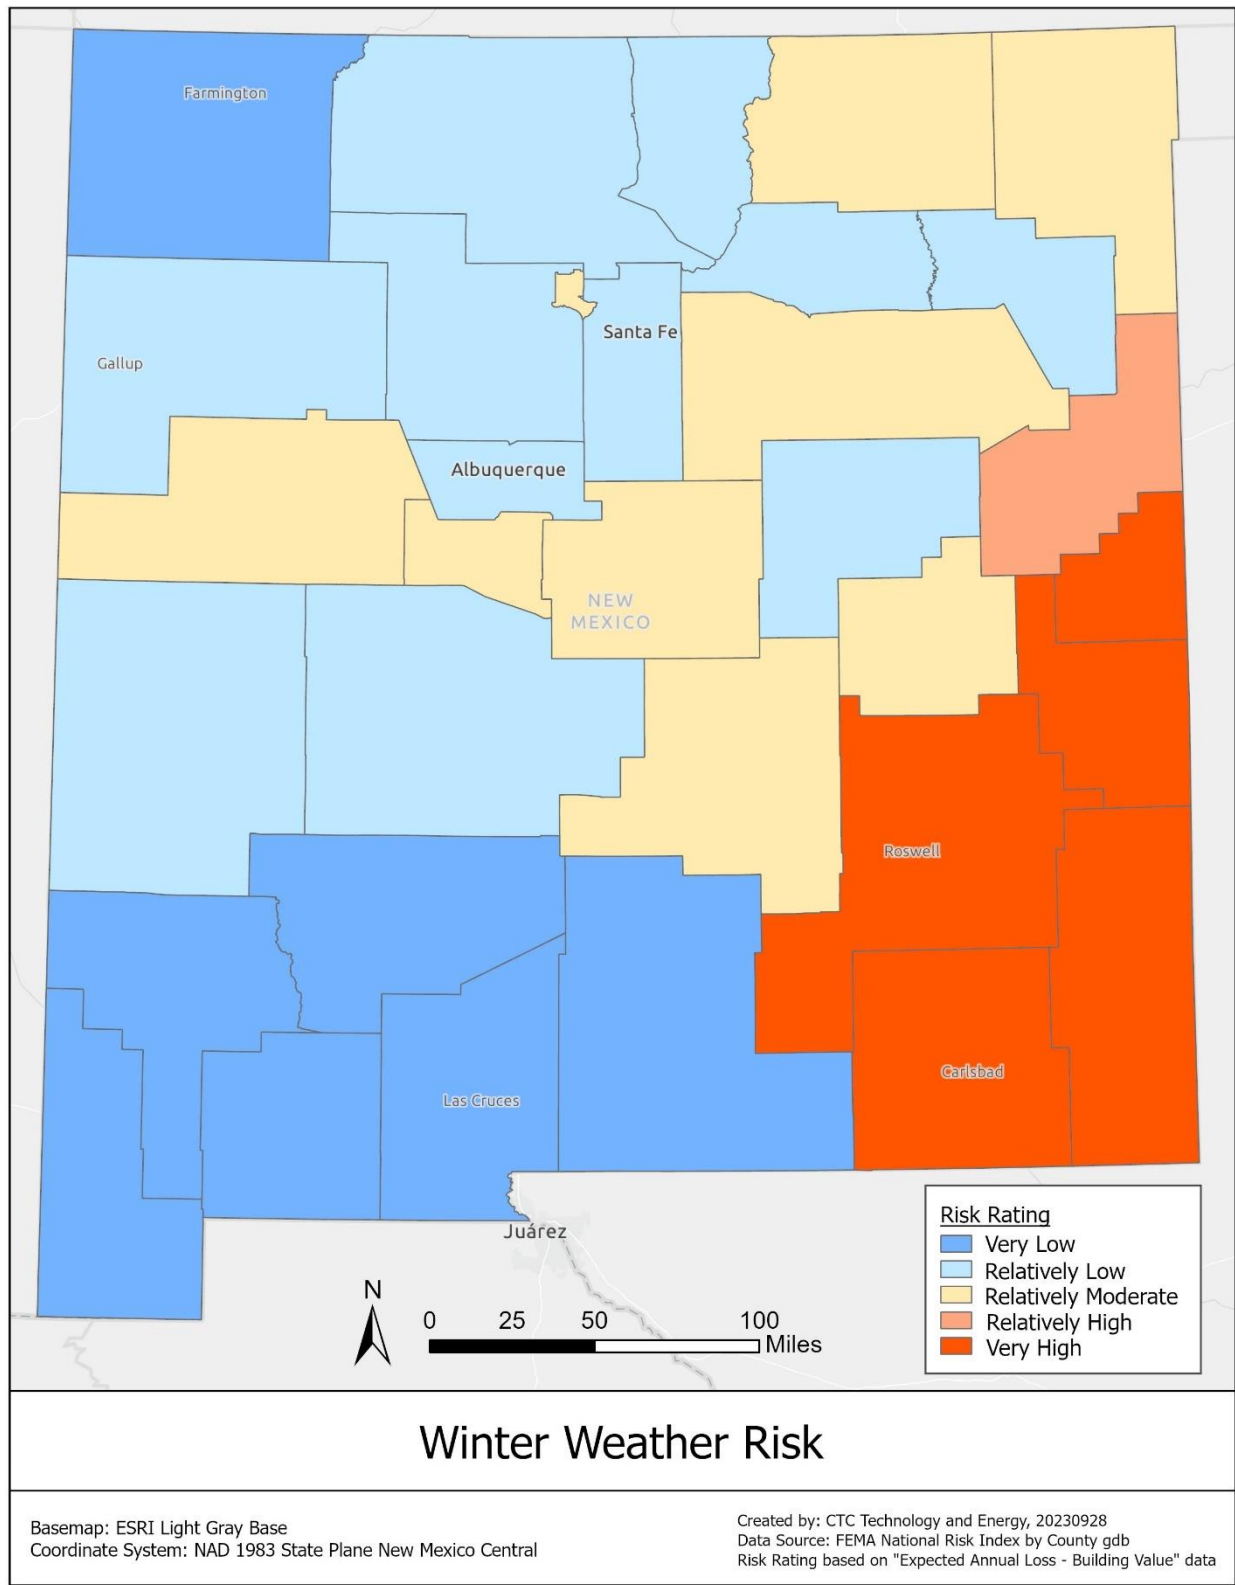 Farmington
Santa Fe
Gallup
Albuquerque
NEW
MEXICO
Roswell
Carlsbad
Las Cruces
Juárez
Risk Rating
Very Low
Relatively Low
Relatively Moderate
Relatively High
Very High
N
0 25 50 100
Miles
Winter Weather Risk
Basemap: ESRI Light Gray Base
Coordinate System: NAD 1983 State Plane New Mexico Central
Created by: CTC Technology and Energy, 20230928
Data Source: FEMA National Risk Index by County gdb
Risk Rating based on "Expected Annual Loss - Building Value" data